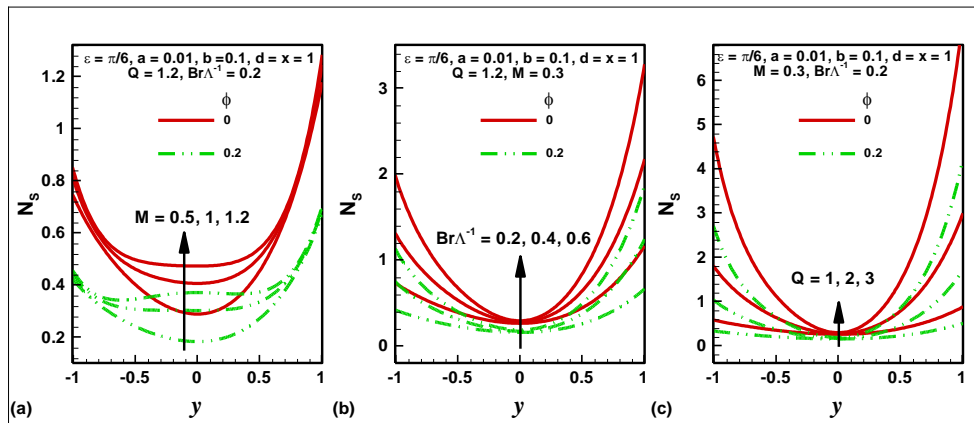 ε = π/6, a = 0.01, b =0.1, d = x = 1
Q = 1.2, BrΛ⁻¹ = 0.2
ϕ
0
0.2
M = 0.5, 1, 1.2
N_S
1.2
1
0.8
0.6
0.4
0.2
-1
-0.5
0
0.5
1
y
(a)
ε = π/6, a = 0.01, b =0.1, d = x = 1
Q = 1.2, M = 0.3
ϕ
0
0.2
BrΛ⁻¹ = 0.2, 0.4, 0.6
N_S
3
2
1
0
-1
-0.5
0
0.5
1
y
(b)
ε = π/6, a = 0.01, b =0.1, d = x = 1
M = 0.3, BrΛ⁻¹ = 0.2
ϕ
0
0.2
Q = 1, 2, 3
N_S
6
5
4
3
2
1
0
-1
-0.5
0
0.5
1
y
(c)